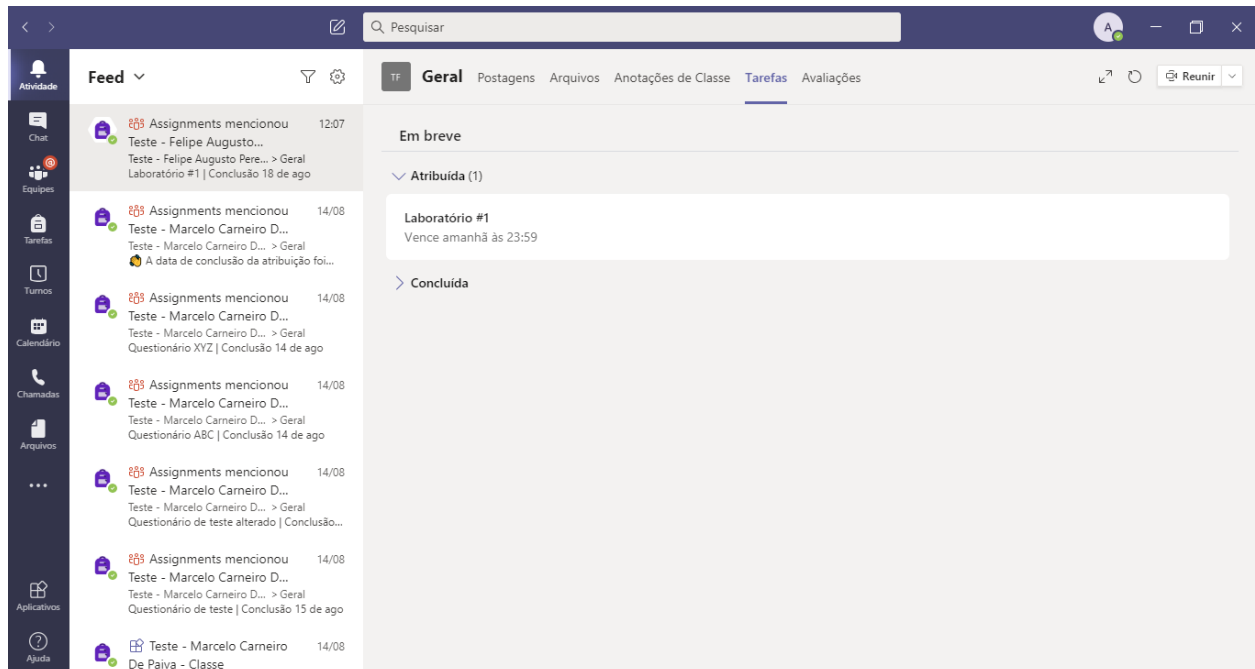 Pesquisar
A
Atividade
Chat
@
Equipes
Tarefas
Turnos
Calendário
Chamadas
Arquivos
Aplicativos
Ajuda
Feed
Assignments mencionou 12:07
Teste - Felipe Augusto...
Teste - Felipe Augusto Pere... > Geral
Laboratório #1 | Conclusão 18 de ago
Assignments mencionou 14/08
Teste - Marcelo Carneiro D...
Teste - Marcelo Carneiro D... > Geral
A data de conclusão da atribuição foi...
Assignments mencionou 14/08
Teste - Marcelo Carneiro D...
Teste - Marcelo Carneiro D... > Geral
Questionário XYZ | Conclusão 14 de ago
Assignments mencionou 14/08
Teste - Marcelo Carneiro D...
Teste - Marcelo Carneiro D... > Geral
Questionário ABC | Conclusão 14 de ago
Assignments mencionou 14/08
Teste - Marcelo Carneiro D...
Teste - Marcelo Carneiro D... > Geral
Questionário de teste alterado | Conclusão...
Assignments mencionou 14/08
Teste - Marcelo Carneiro D...
Teste - Marcelo Carneiro D... > Geral
Questionário de teste | Conclusão 15 de ago
Teste - Marcelo Carneiro 14/08
De Paiva - Classe
TF Geral Postagens Arquivos Anotações de Classe Tarefas Avaliações Reunir
Em breve
Atribuída (1)
Laboratório #1
Vence amanhã às 23:59
Concluída